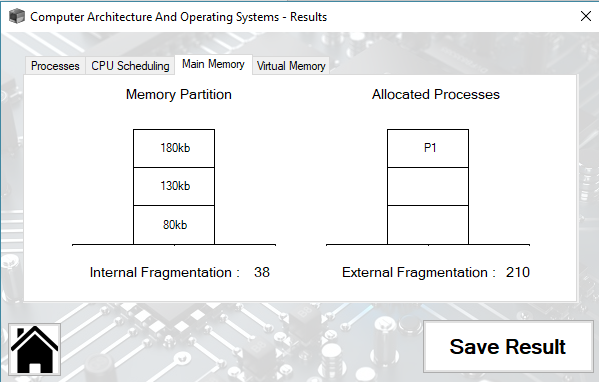 Computer Architecture And Operating Systems - Results
Processes CPU Scheduling Main Memory Virtual Memory
Memory Partition Allocated Processes
180kb P1
130kb
80kb
Internal Fragmentation : 38 External Fragmentation : 210
Save Result